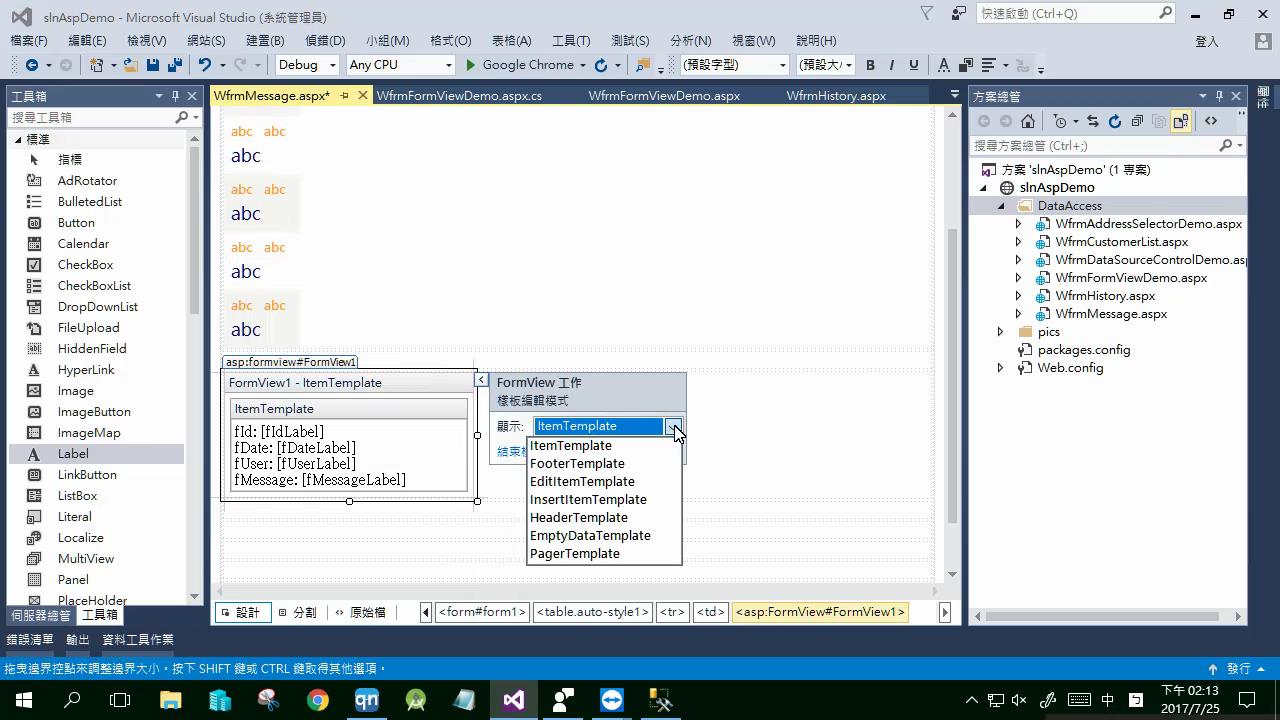 slnAspDemo - Microsoft Visual Studio (系統管理員)
快速啟動 (Ctrl+Q)
檔案(F) 編輯(E) 檢視(V) 網站(S) 建置(B) 偵錯(D) 小組(M) 格式(O) 表格(A) 工具(T) 測試(S) 分析(N) 視窗(W) 說明(H)
登入
Debug Any CPU Google Chrome (預設字型) (預設大 B I U A
工具箱
搜尋工具箱
標準
指標
AdRotator
BulletedList
Button
Calendar
CheckBox
CheckBoxList
DropDownList
FileUpload
HiddenField
HyperLink
Image
ImageButton
ImageMap
Label
LinkButton
ListBox
Literal
Localize
MultiView
Panel
PlaceHolder
伺服器總管 工具箱
WfrmMessage.aspx* WfrmFormViewDemo.aspx.cs WfrmFormViewDemo.aspx WfrmHistory.aspx
abc abc
abc
abc abc
abc
abc abc
abc
abc abc
abc
asp:formview#FormView1
FormView1 - ItemTemplate
ItemTemplate
fId: [fIdLabel]
fDate: [fDateLabel]
fUser: [fUserLabel]
fMessage: [fMessageLabel]
FormView 工作
樣板編輯模式
顯示: ItemTemplate
結束
ItemTemplate
FooterTemplate
EditItemTemplate
InsertItemTemplate
HeaderTemplate
EmptyDataTemplate
PagerTemplate
設計 分割 原始檔 <form#form1> <table.auto-style1> <tr> <td> <asp:FormView#FormView1>
方案總管
搜尋方案總管 (Ctrl+;)
方案 'slnAspDemo' (1 專案)
slnAspDemo
DataAccess
WfrmAddressSelectorDemo.aspx
WfrmCustomerList.aspx
WfrmDataSourceControlDemo.asp
WfrmFormViewDemo.aspx
WfrmHistory.aspx
WfrmMessage.aspx
pics
packages.config
Web.config
錯誤清單 輸出 資料工具作業
拖曳邊界控點來調整邊界大小。按下 SHIFT 鍵或 CTRL 鍵取得其他選項。
發行
qn
中
下午 02:13
2017/7/25